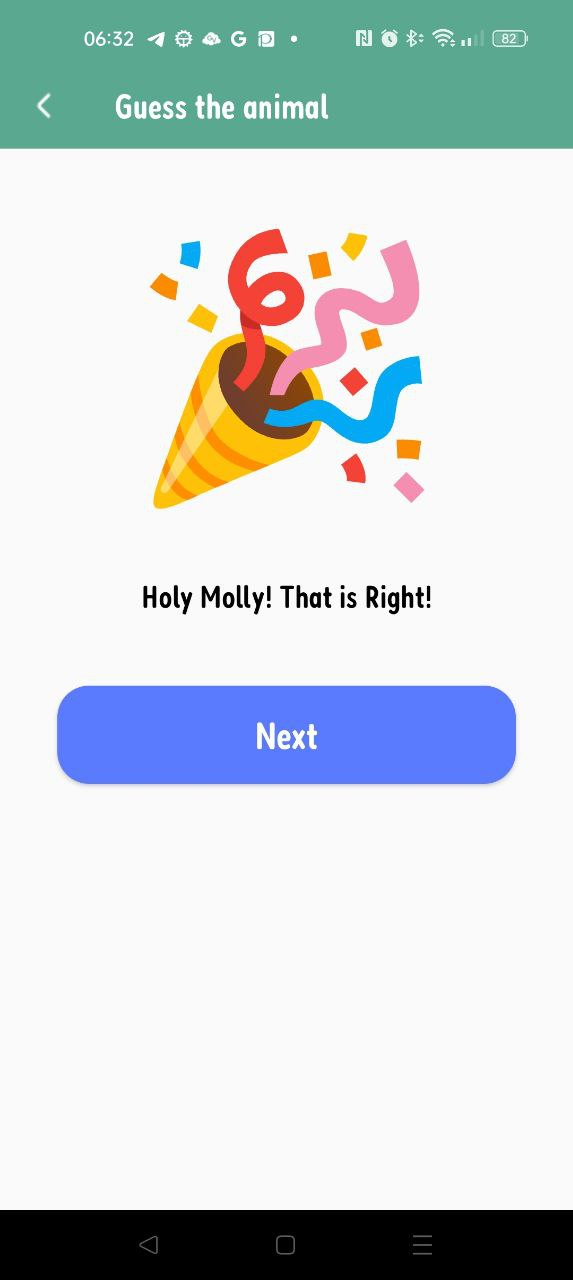 06:32 82
Guess the animal
Holy Molly! That is Right!
Next